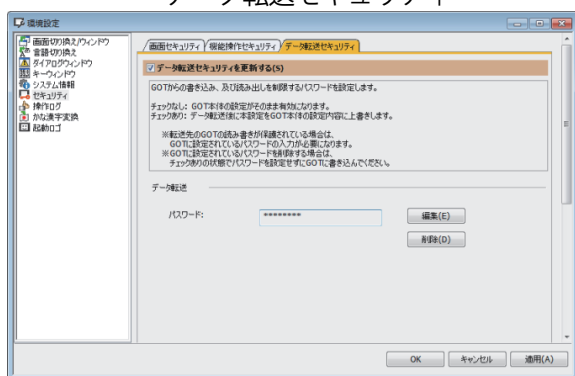 データ転送セキュリティ
環境設定
画面切り換え/ウィンドウ
言語切り換え
ダイアログウィンドウ
キーウィンドウ
システム情報
セキュリティ
操作ログ
かな漢字変換
起動ロゴ
画面セキュリティ
機能操作セキュリティ
データ転送セキュリティ
データ転送セキュリティを更新する(S)
GOTからの書き込み、及び読み出しを制限するパスワードを設定します。
チェックなし: GOT本体の設定がそのまま有効になります。
チェックあり: データ転送後に本設定をGOT本体の設定内容に上書きします。
※転送先のGOTの読み書きが保護されている場合は、
GOTに設定されているパスワードの入力が必要になります。
※GOTに設定されているパスワードを削除する場合は、
チェックありの状態でパスワードを設定せずにGOTに書き込んでください。
データ転送
パスワード: ******** 編集(E)
削除(D)
OK キャンセル 適用(A)